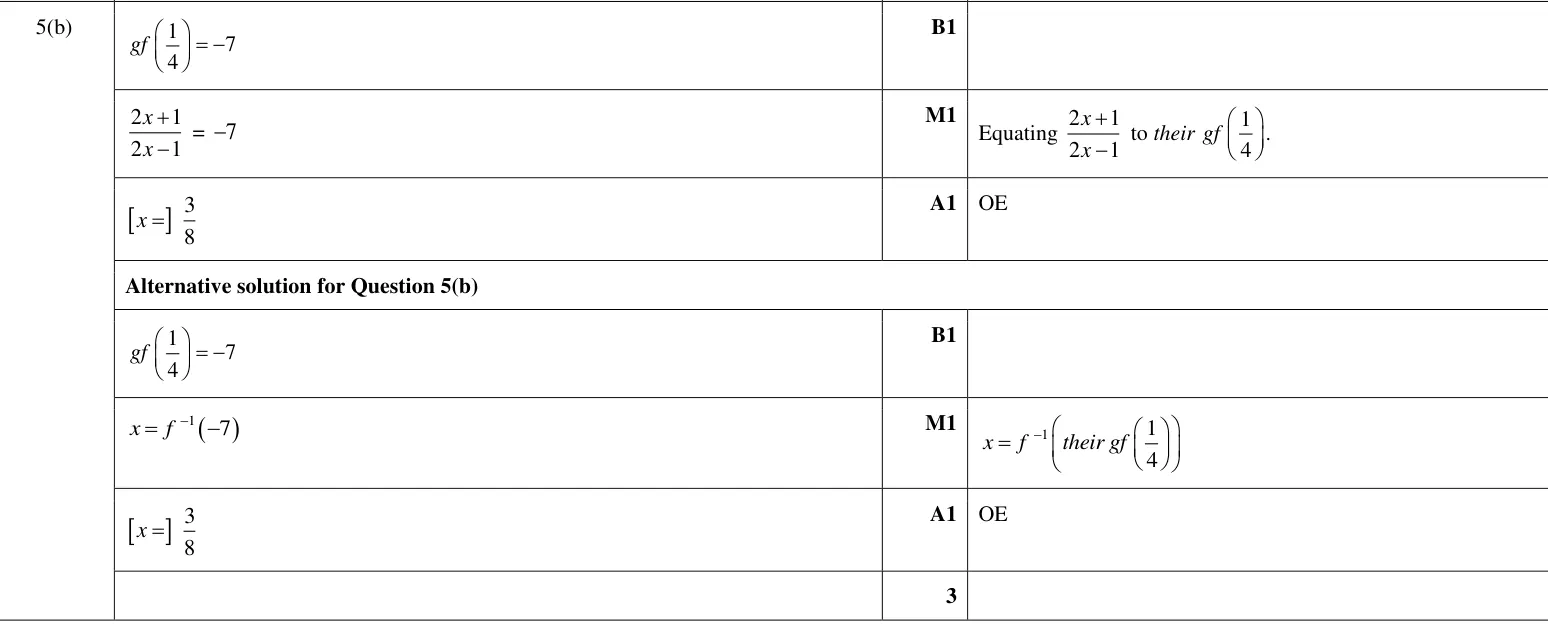 5(b)
gf(1/4) = −7 B1
(2x + 1)/(2x − 1) = −7 M1 Equating (2x + 1)/(2x − 1) to their gf(1/4).
[x =] 3/8 A1 OE
Alternative solution for Question 5(b)
gf(1/4) = −7 B1
x = f⁻¹(−7) M1 x = f⁻¹(their gf(1/4))
[x =] 3/8 A1 OE
3